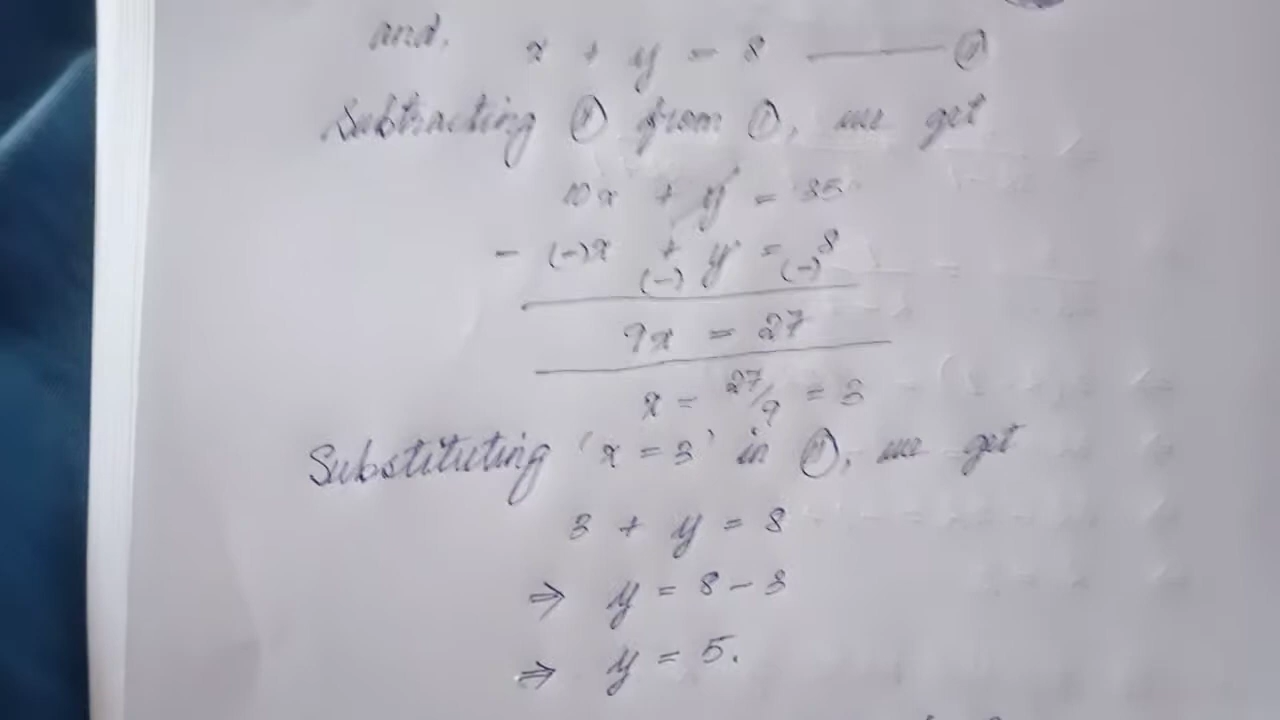 and, x + y = 8 —— (ii)
Subtracting (ii) from (i), we get
10x + y = 35
- (-)x + y = 8
(-) (-)
9x = 27
x = 27/9 = 3
Substituting 'x = 3' in (ii), we get
3 + y = 8
⇒ y = 8 - 3
⇒ y = 5.